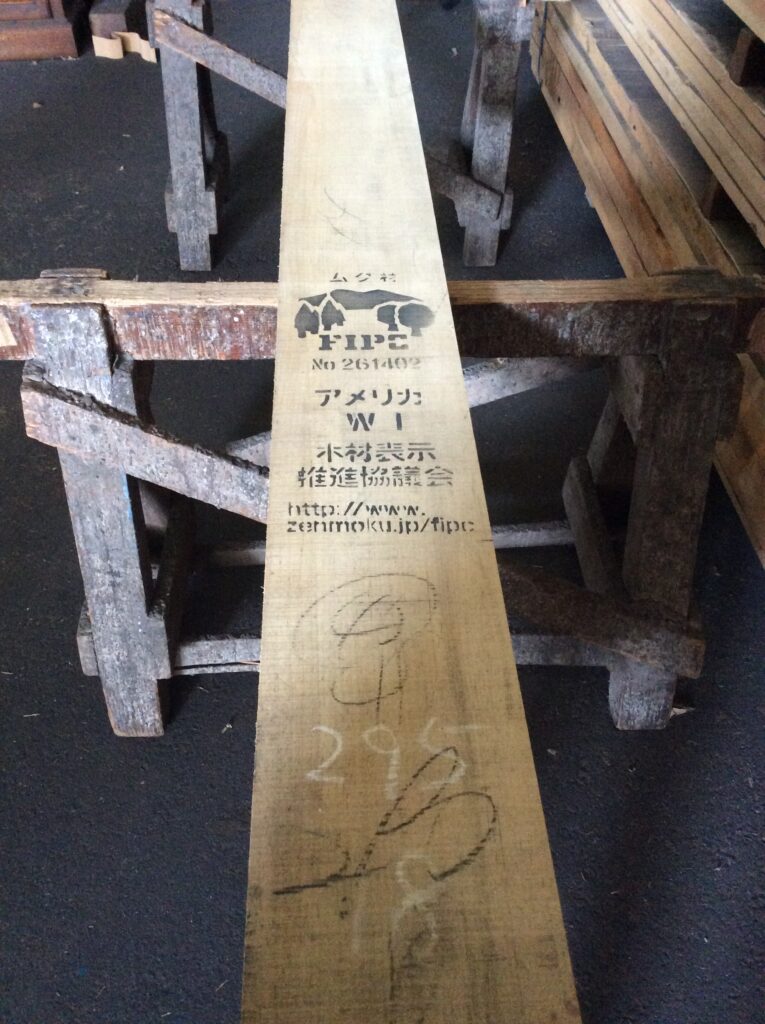 ムク材
FIPC
No 261402
アメリカ
W I
木材表示
推進協議会
http://www.
zenmoku.jp/fipc
295